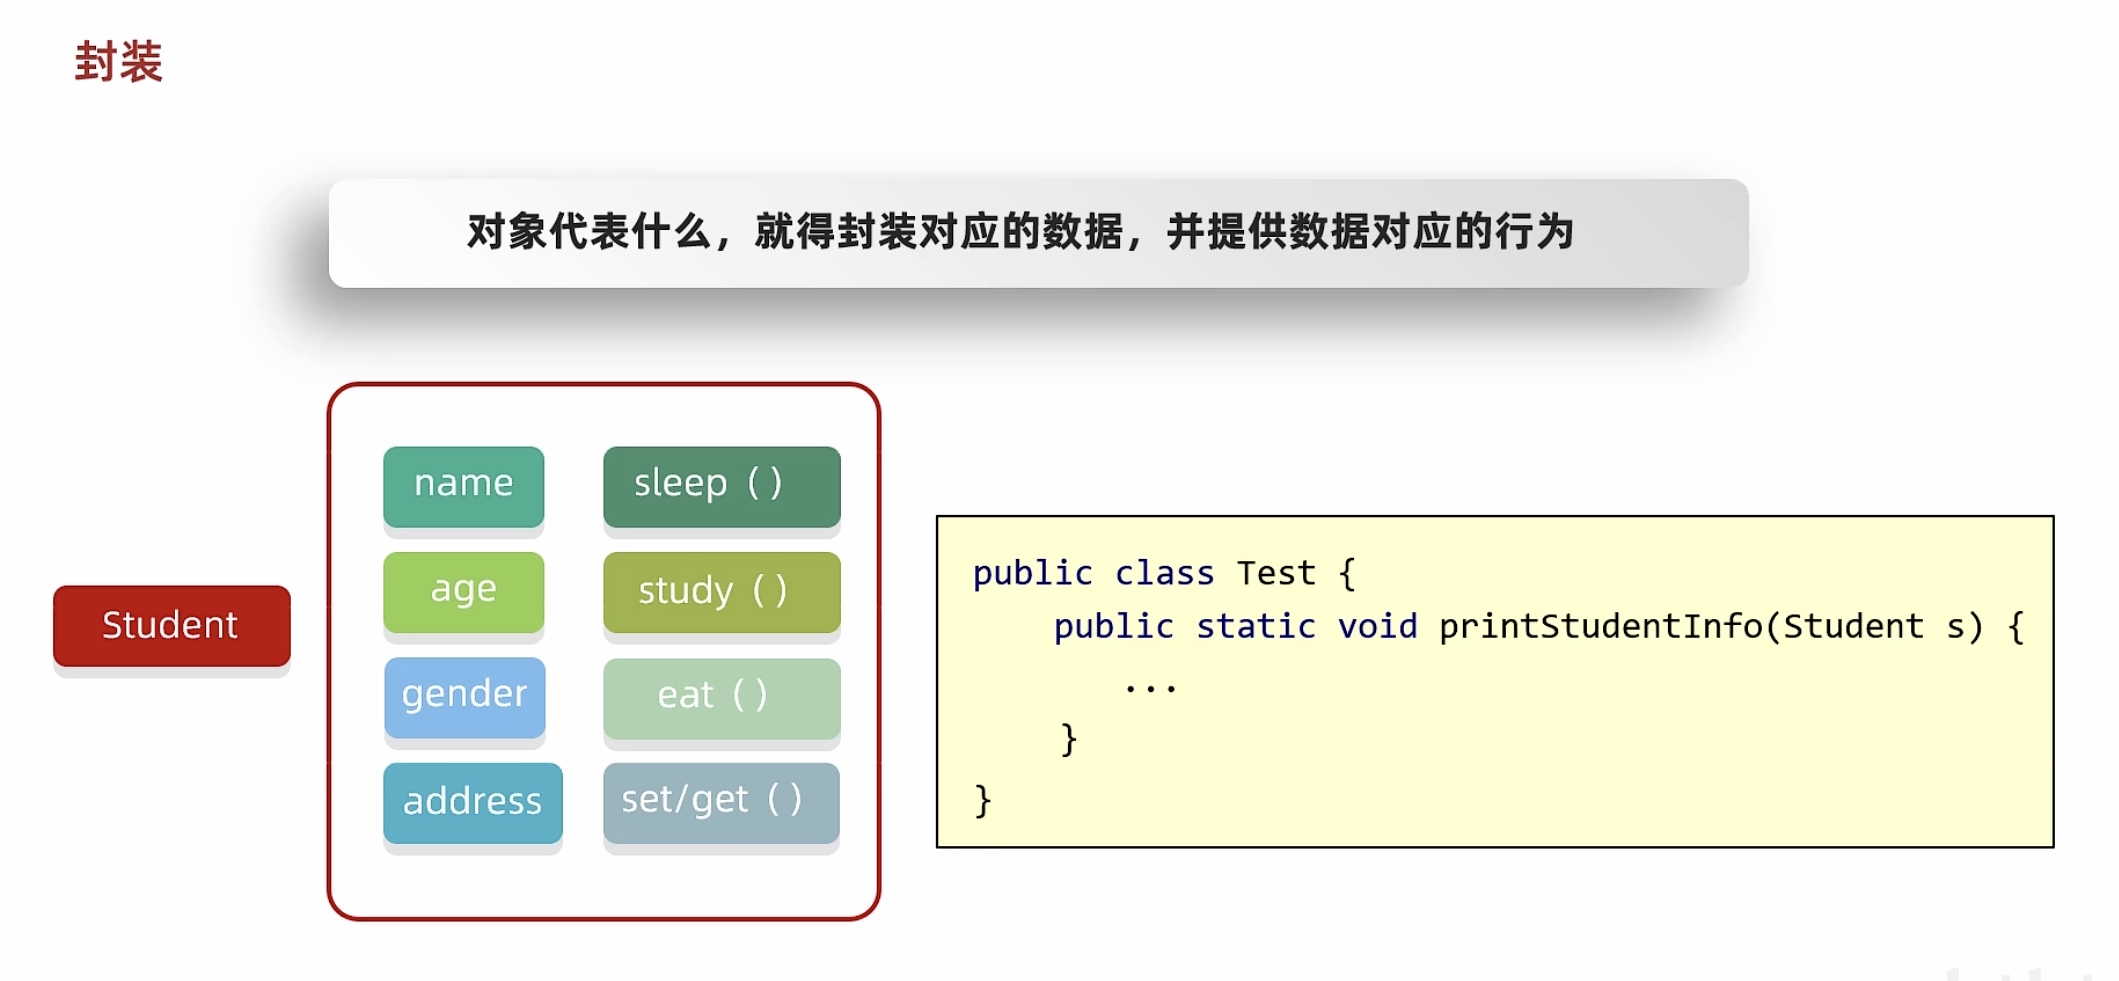 封装
对象代表什么，就得封装对应的数据，并提供数据对应的行为
Student
name
sleep（）
age
study（）
gender
eat（）
address
set/get（）
public class Test {
public static void printStudentInfo(Student s) {
...
}
}